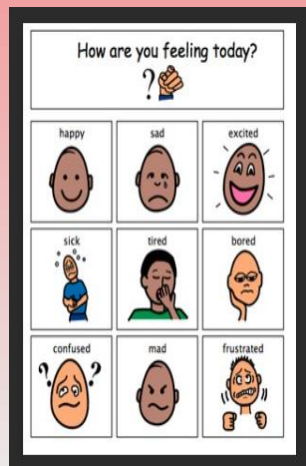 How are you feeling today?
?
happy sad excited
sick tired bored
confused mad frustrated
? ?